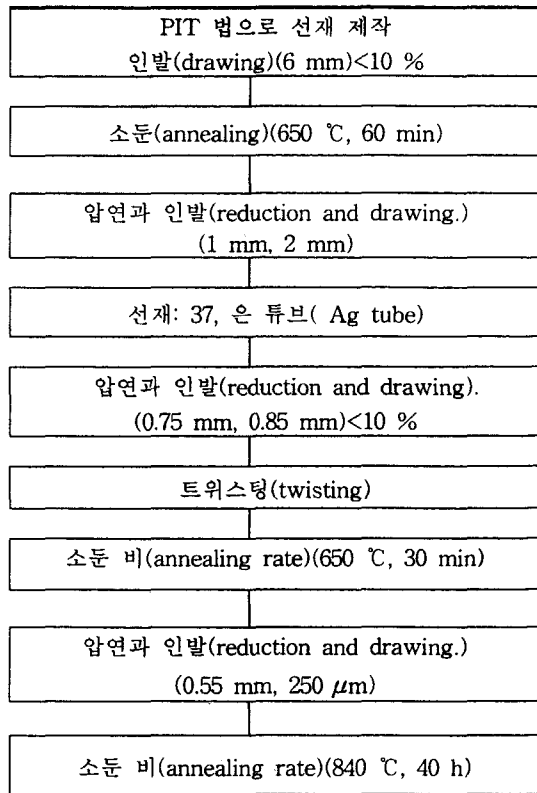 PIT 법으로 선재 제작
인발(drawing)(6 mm)<10 %
소둔(annealing)(650 ℃, 60 min)
압연과 인발(reduction and drawing.)
(1 mm, 2 mm)
선재: 37, 은 튜브( Ag tube)
압연과 인발(reduction and drawing).
(0.75 mm, 0.85 mm)<10 %
트위스팅(twisting)
소둔 비(annealing rate)(650 ℃, 30 min)
압연과 인발(reduction and drawing.)
(0.55 mm, 250 μm)
소둔 비(annealing rate)(840 ℃, 40 h)